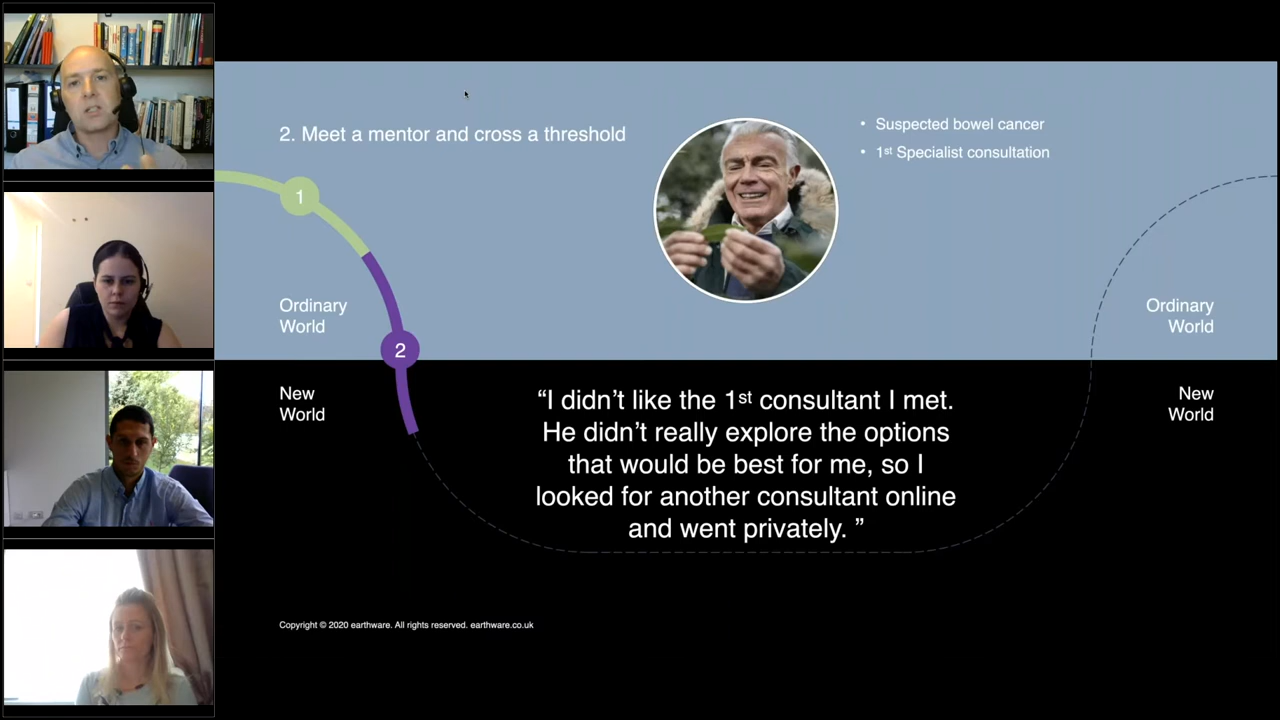 2. Meet a mentor and cross a threshold
• Suspected bowel cancer
• 1st Specialist consultation
1
Ordinary
World
Ordinary
World
2
New
World
New
World
“I didn’t like the 1st consultant I met.
He didn’t really explore the options
that would be best for me, so I
looked for another consultant online
and went privately. ”
Copyright © 2020 earthware. All rights reserved. earthware.co.uk